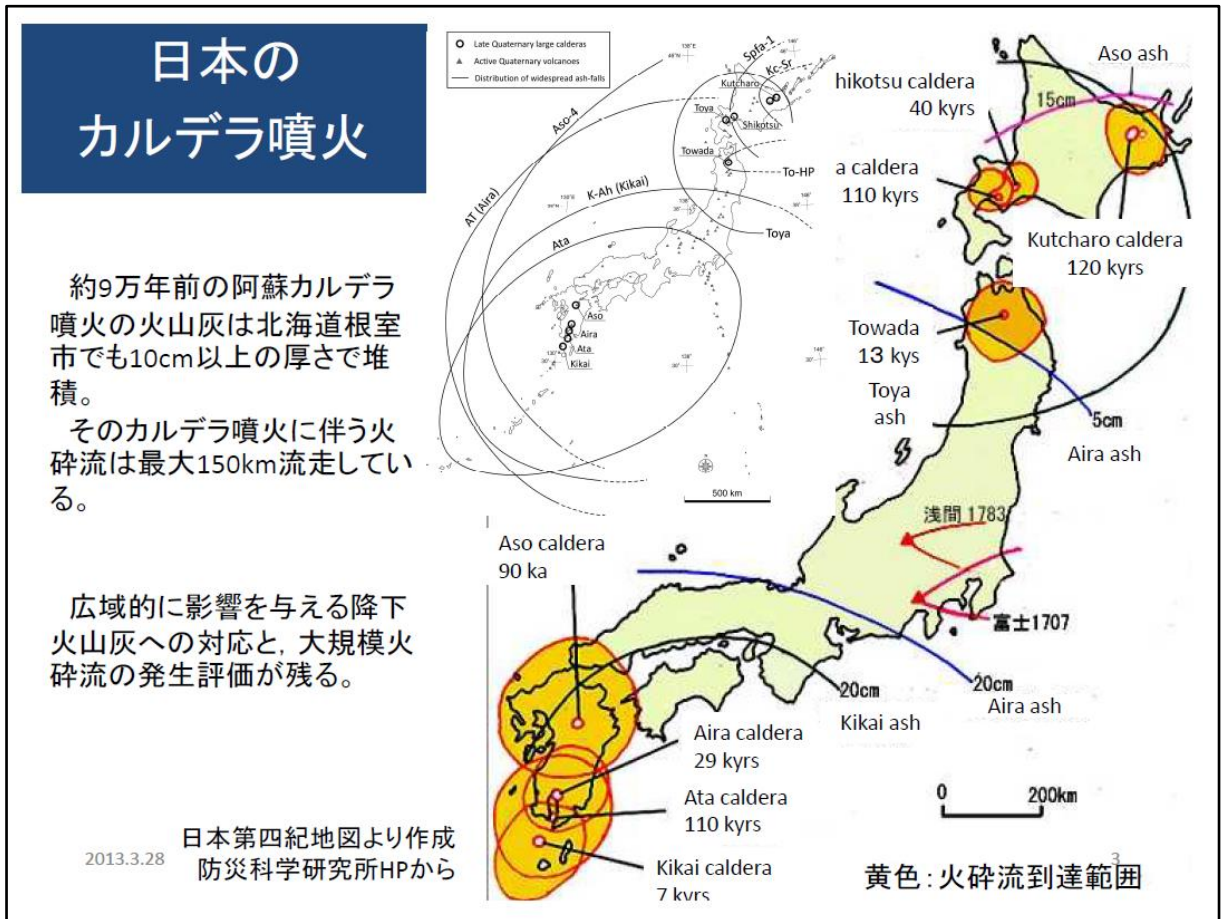 日本の
カルデラ噴火
約9万年前の阿蘇カルデラ
噴火の火山灰は北海道根室
市でも10cm以上の厚さで堆
積。
そのカルデラ噴火に伴う火
砕流は最大150km流走してい
る。
広域的に影響を与える降下
火山灰への対応と，大規模火
砕流の発生評価が残る。
2013.3.28
日本第四紀地図より作成
防災科学研究所HPから
Late Quaternary large calderas
Active Quaternary volcanoes
Distribution of widespread ash-falls
Spfa-1
Kc-Sr
Kutcharo
Toya
Shikotsu
Towada
To-HP
Toya
Aso-4
AT (Aira)
K-Ah (Kikai)
Ata
Aso
Aira
Ata
Kikai
500 km
Aso ash
hikotsu caldera
40 kyrs
15cm
a caldera
110 kyrs
Kutcharo caldera
120 kyrs
Towada
13 kys
Toya
ash
5cm
Aira ash
浅間 1783
富士1707
Aso caldera
90 ka
20cm
Kikai ash
20cm
Aira ash
Aira caldera
29 kyrs
Ata caldera
110 kyrs
Kikai caldera
7 kyrs
0 200km
3
黄色：火砕流到達範囲